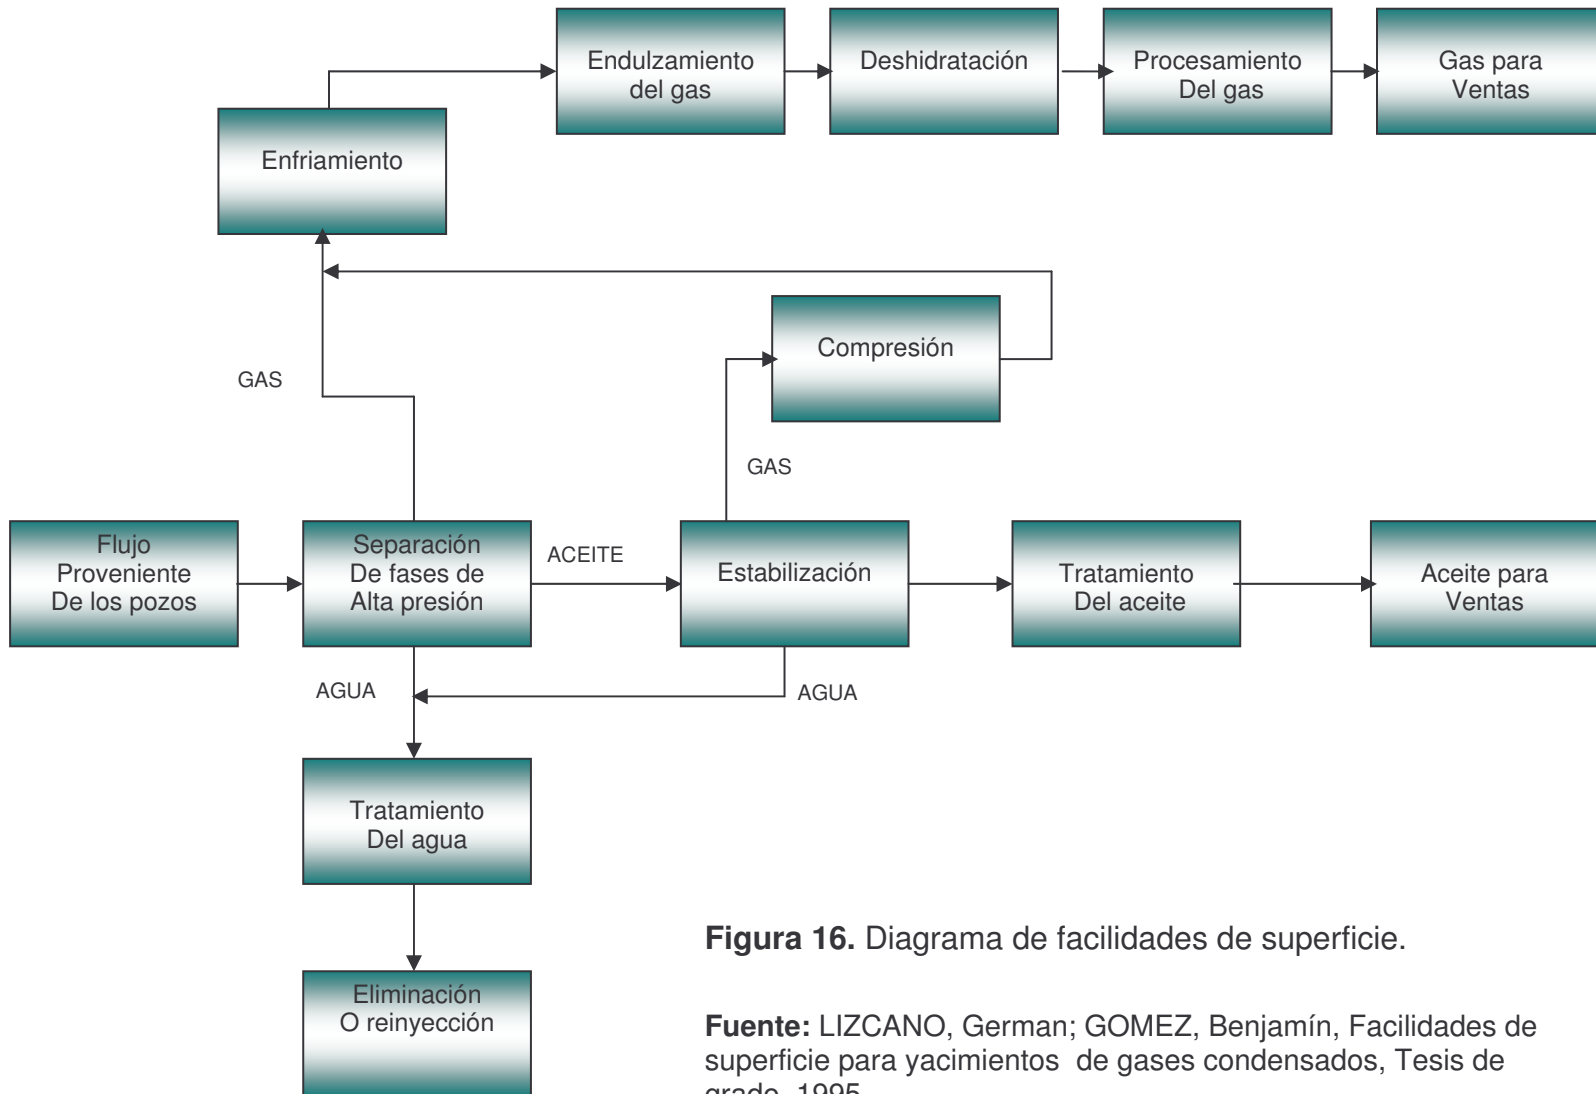 Endulzamiento
del gas
Deshidratación
Procesamiento
Del gas
Gas para
Ventas
Enfriamiento
Compresión
GAS
GAS
Flujo
Proveniente
De los pozos
Separación
De fases de
Alta presión
ACEITE
Estabilización
Tratamiento
Del aceite
Aceite para
Ventas
AGUA
AGUA
Tratamiento
Del agua
Eliminación
O reinyección
Figura 16. Diagrama de facilidades de superficie.
Fuente: LIZCANO, German; GOMEZ, Benjamín, Facilidades de
superficie para yacimientos de gases condensados, Tesis de
grado, 1995